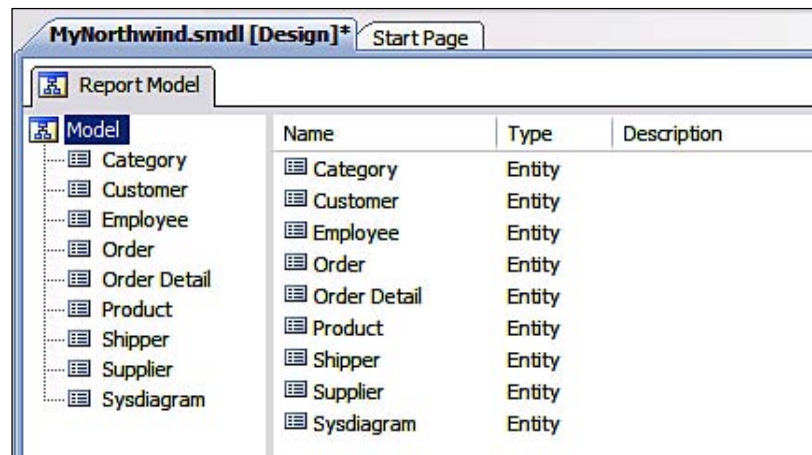 MyNorthwind.smdl [Design]* Start Page
Report Model
Model
Category
Customer
Employee
Order
Order Detail
Product
Shipper
Supplier
Sysdiagram
Name Type Description
Category Entity
Customer Entity
Employee Entity
Order Entity
Order Detail Entity
Product Entity
Shipper Entity
Supplier Entity
Sysdiagram Entity